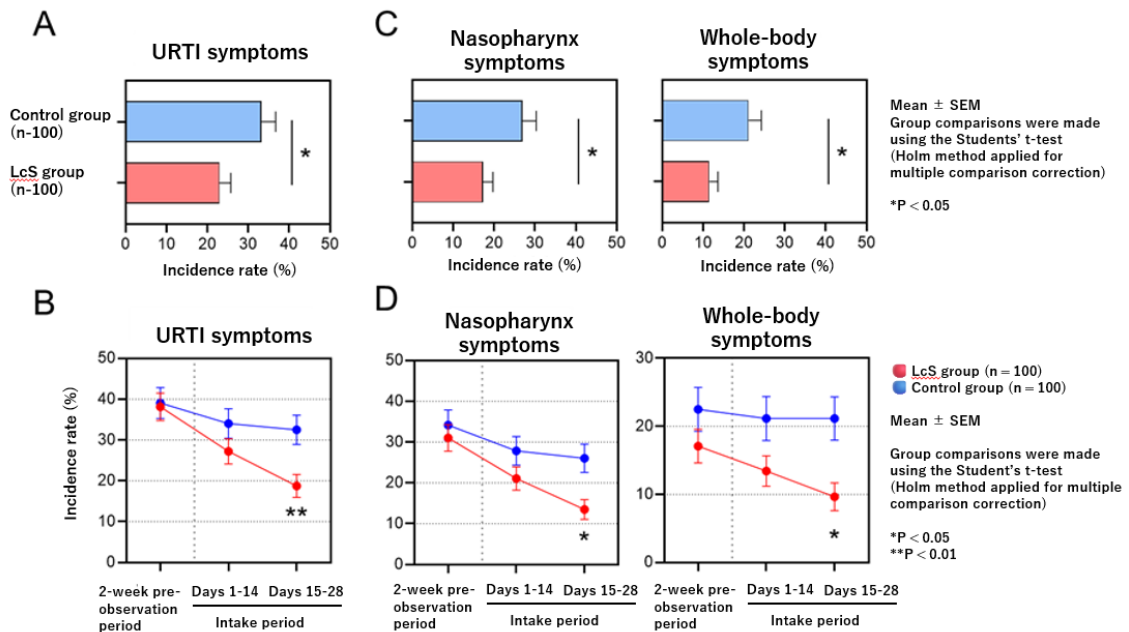 A
URTI symptoms
Control group
(n-100)
LcS group
(n-100)
*
0 10 20 30 40 50
Incidence rate (%)
C
Nasopharynx
symptoms
*
0 10 20 30 40 50
Incidence rate (%)
Whole-body
symptoms
*
0 10 20 30 40 50
Incidence rate (%)
Mean ± SEM
Group comparisons were made
using the Students' t-test
(Holm method applied for
multiple comparison correction)
*P < 0.05
B
URTI symptoms
Incidence rate (%)
50
40
30
20
10
0
**
2-week pre-
observation
period
Days 1-14
Days 15-28
Intake period
D
Nasopharynx
symptoms
50
40
30
20
10
0
*
2-week pre-
observation
period
Days 1-14
Days 15-28
Intake period
Whole-body
symptoms
30
20
10
0
*
2-week pre-
observation
period
Days 1-14
Days 15-28
Intake period
LcS group (n = 100)
Control group (n = 100)
Mean ± SEM
Group comparisons were made
using the Student's t-test
(Holm method applied for multiple
comparison correction)
*P < 0.05
**P < 0.01